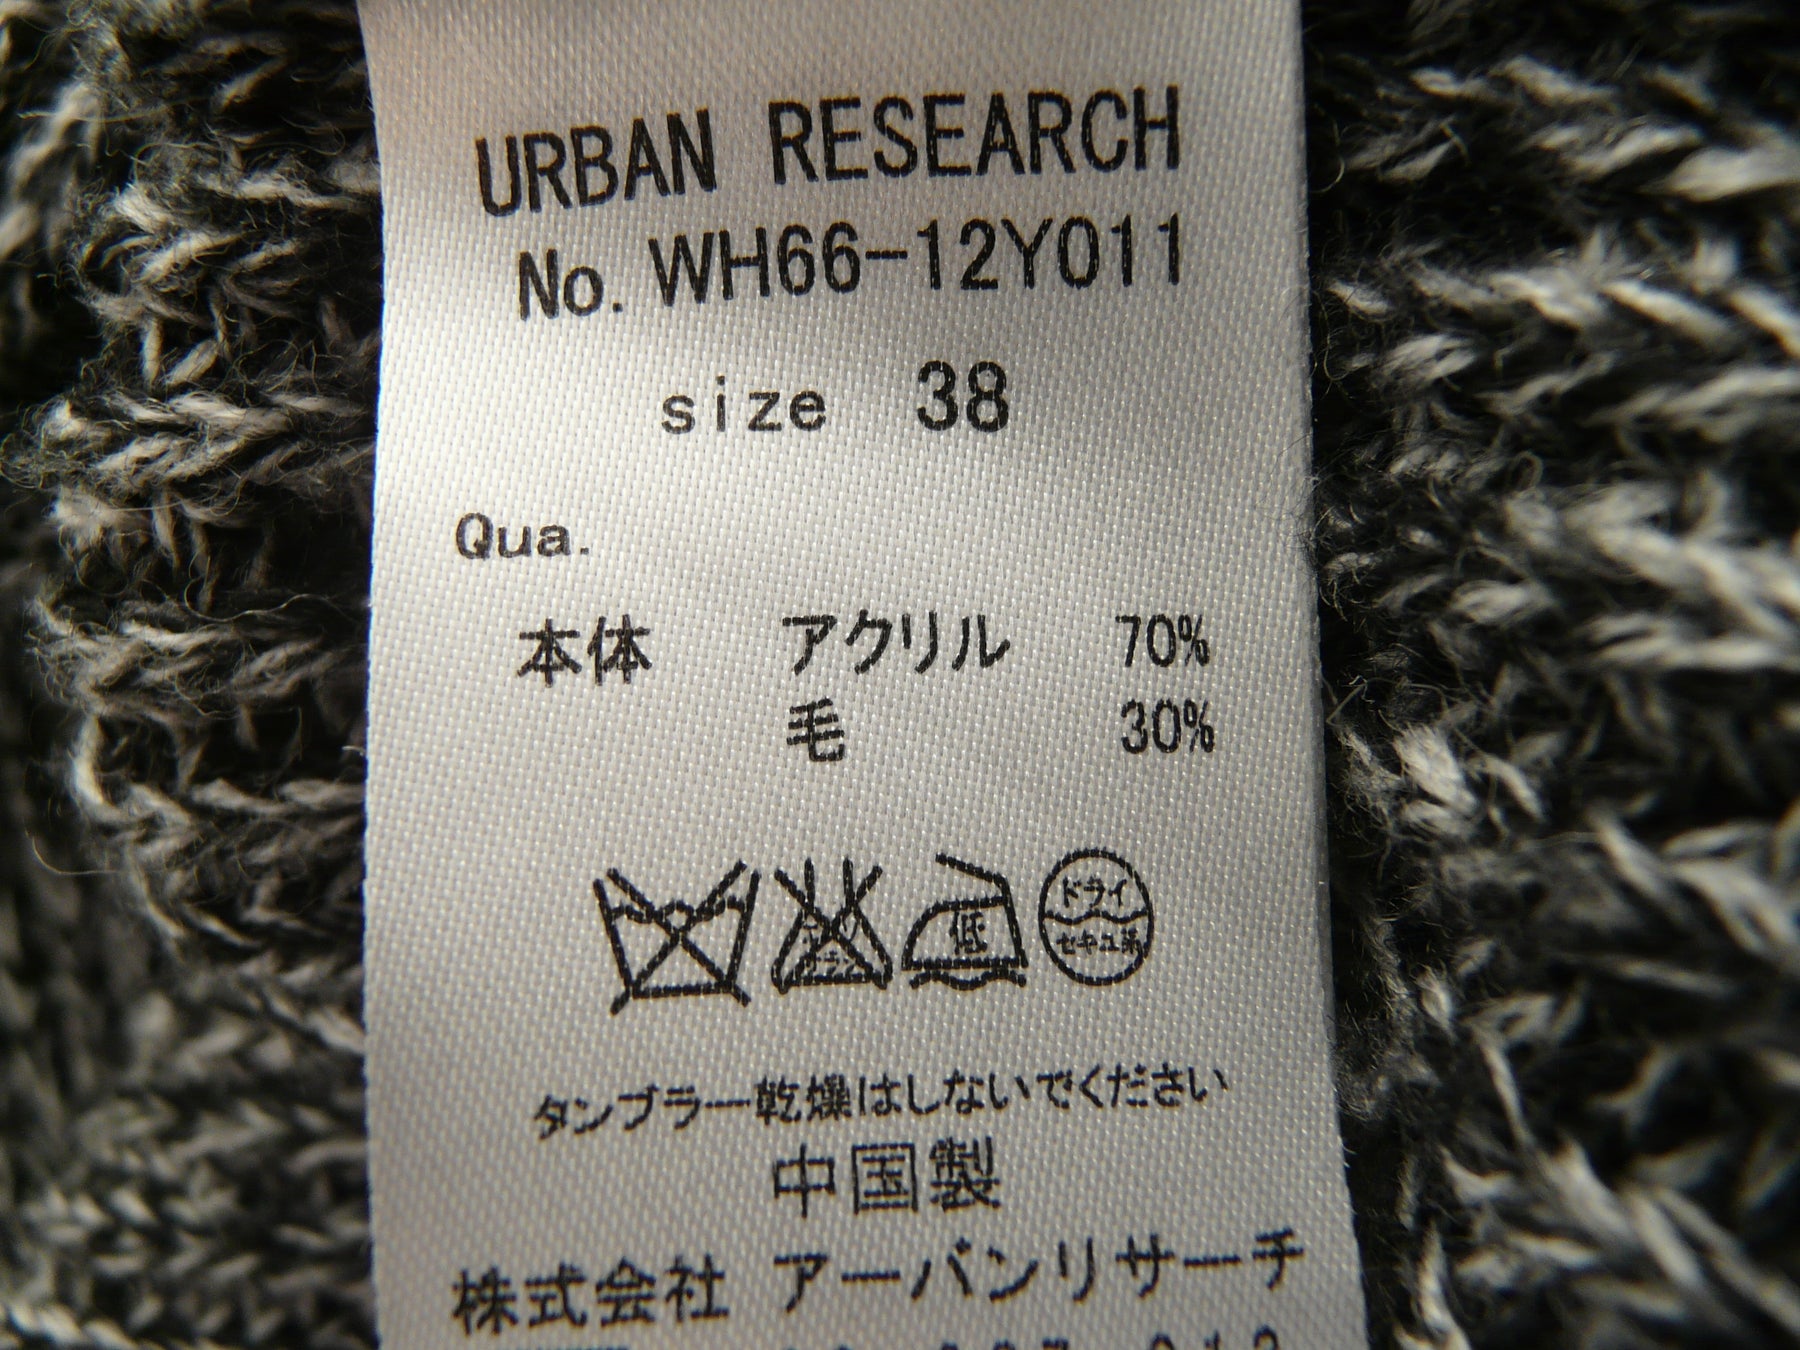 URBAN RESEARCH
No. WH66-12Y011
size 38
Qua.
本体 アクリル 70%
毛 30%
低
ドライ
セキユ系
タンブラー乾燥はしないでください
中国製
株式会社 アーバンリサーチ